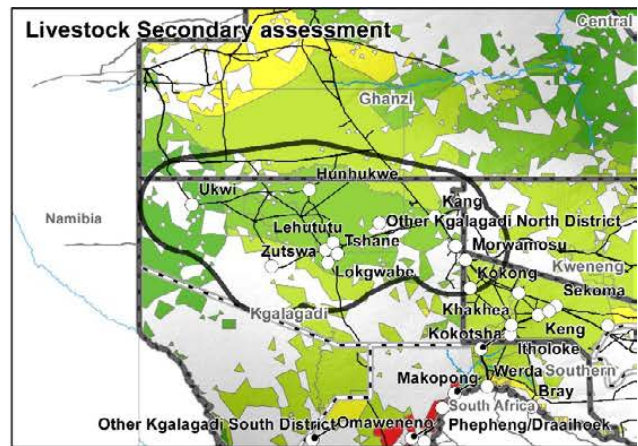 Livestock Secondary assessment
Central
Ghanzi
Hunhukwe
Ukwi
Kang
Namibia
Lehututu
Other Kgalagadi North District
Tshane
Morwamosu
Zutswa
Lokgwabe
Kokong
Kweneng
Sekoma
Kgalagadi
Khakhea
Keng
Kokotsha
Itholoke
Werda
Southern
Makopong
Bray
South Africa
Other Kgalagadi South District
Omaweneno
Phepheng/Draaihoek